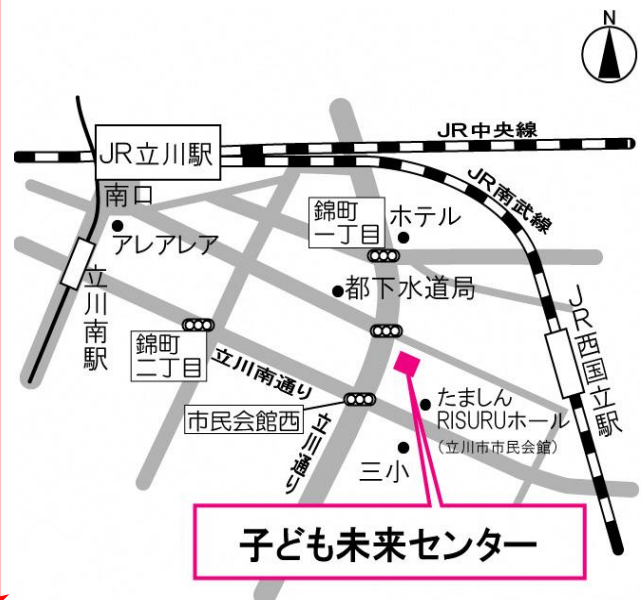 N
JR中央線
JR立川駅
JR南武線
南口
錦町
一丁目
ホテル
アレアレア
都下水道局
立川南駅
錦町
二丁目
立川南通り
JR西国立駅
市民会館西
立川通り
たましん
RISURUホール
(立川市市民会館)
三小
子ども未来センター